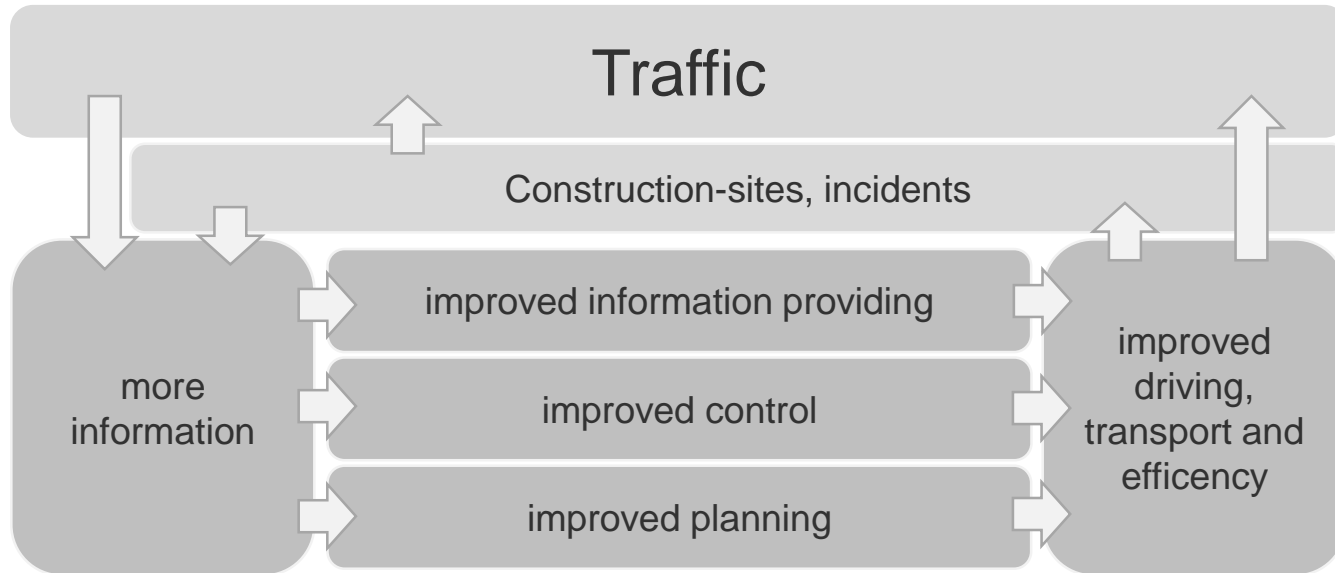 Traffic
Construction-sites, incidents
more
information
improved information providing
improved control
improved planning
improved
driving,
transport and
efficency